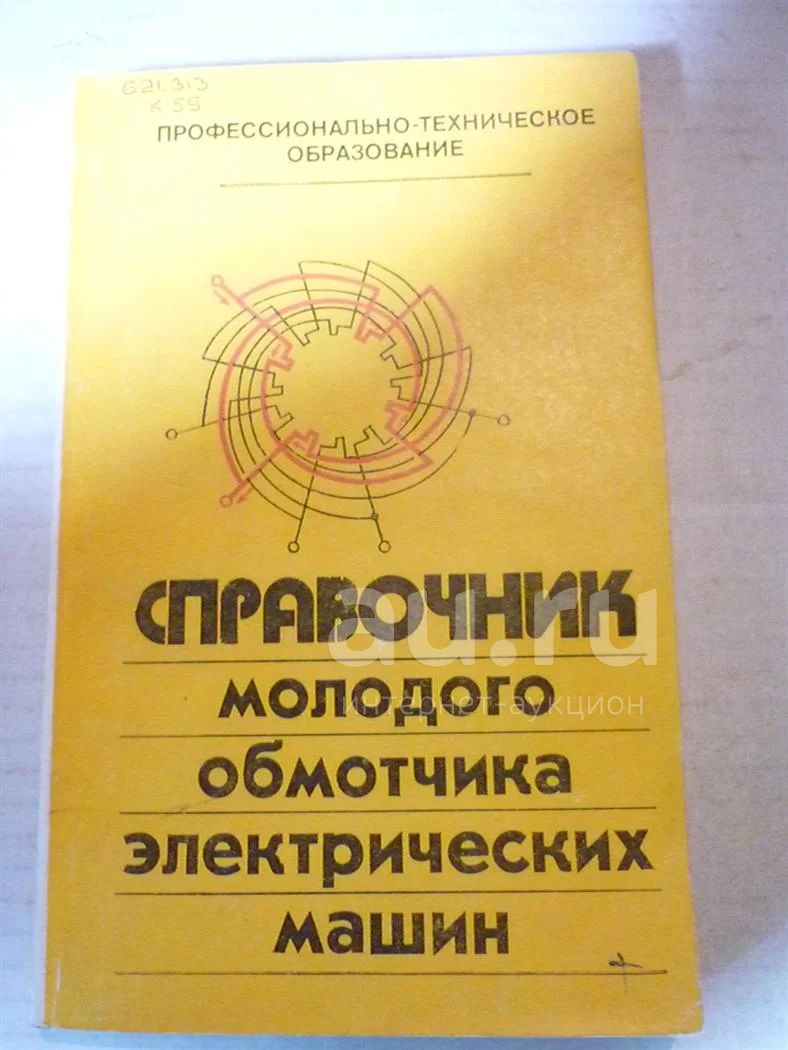 621.313
К 59
ПРОФЕССИОНАЛЬНО-ТЕХНИЧЕСКОЕ
ОБРАЗОВАНИЕ
СПРАВОЧНИК
au.ru
интернет-аукцион
молодого
обмотчика
электрических
машин